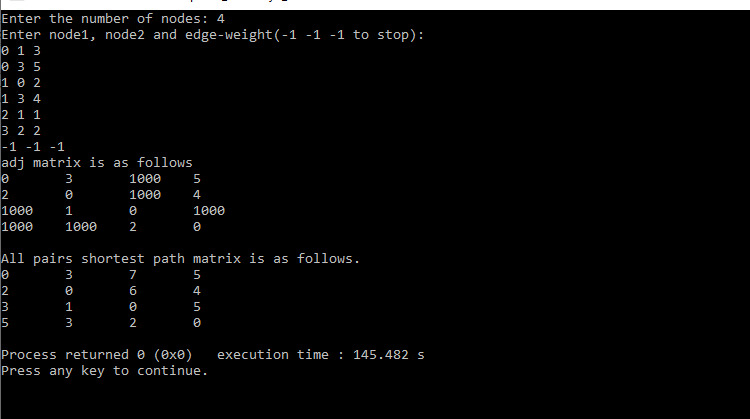 Enter the number of nodes: 4
Enter node1, node2 and edge-weight(-1 -1 -1 to stop):
0 1 3
0 3 5
1 0 2
1 3 4
2 1 1
3 2 2
-1 -1 -1
adj matrix is as follows
0 3 1000 5
2 0 1000 4
1000 1 0 1000
1000 1000 2 0
All pairs shortest path matrix is as follows.
0 3 7 5
2 0 6 4
3 1 0 5
5 3 2 0
Process returned 0 (0x0) execution time : 145.482 s
Press any key to continue.